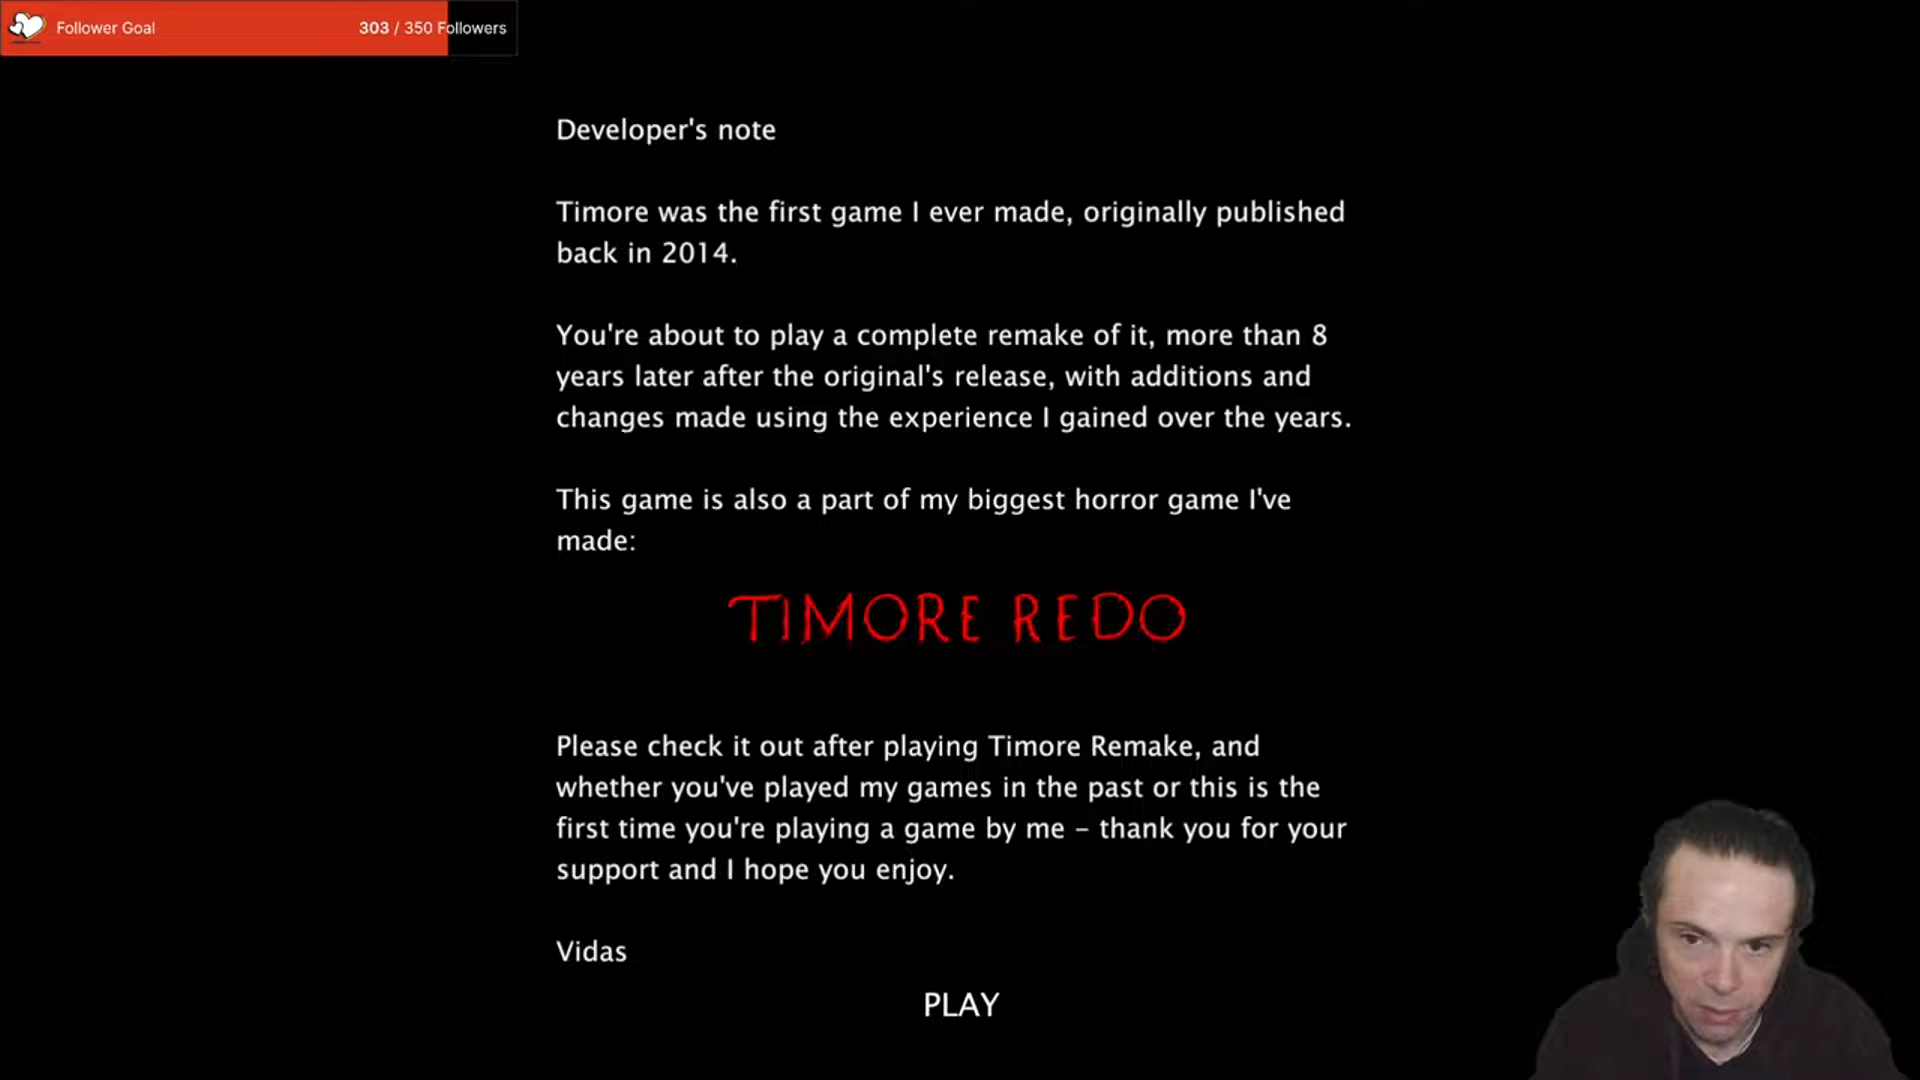 Follower Goal 303 / 350 Followers
Developer's note
Timore was the first game I ever made, originally published
back in 2014.
You're about to play a complete remake of it, more than 8
years later after the original's release, with additions and
changes made using the experience I gained over the years.
This game is also a part of my biggest horror game I've
made:
TIMORE REDO
Please check it out after playing Timore Remake, and
whether you've played my games in the past or this is the
first time you're playing a game by me – thank you for your
support and I hope you enjoy.
Vidas
PLAY